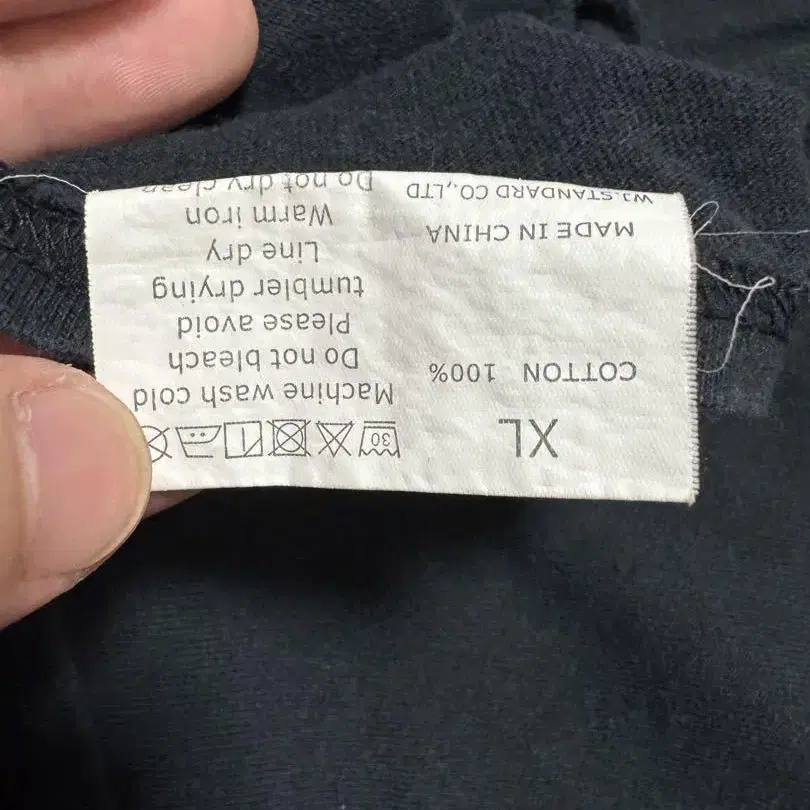 XL
COTTON 100%
MADE IN CHINA
WJ.STANDARD CO.,LTD
30
Machine wash cold
Do not bleach
Please avoid
tumbler drying
Line dry
Warm iron
Do not dry clean